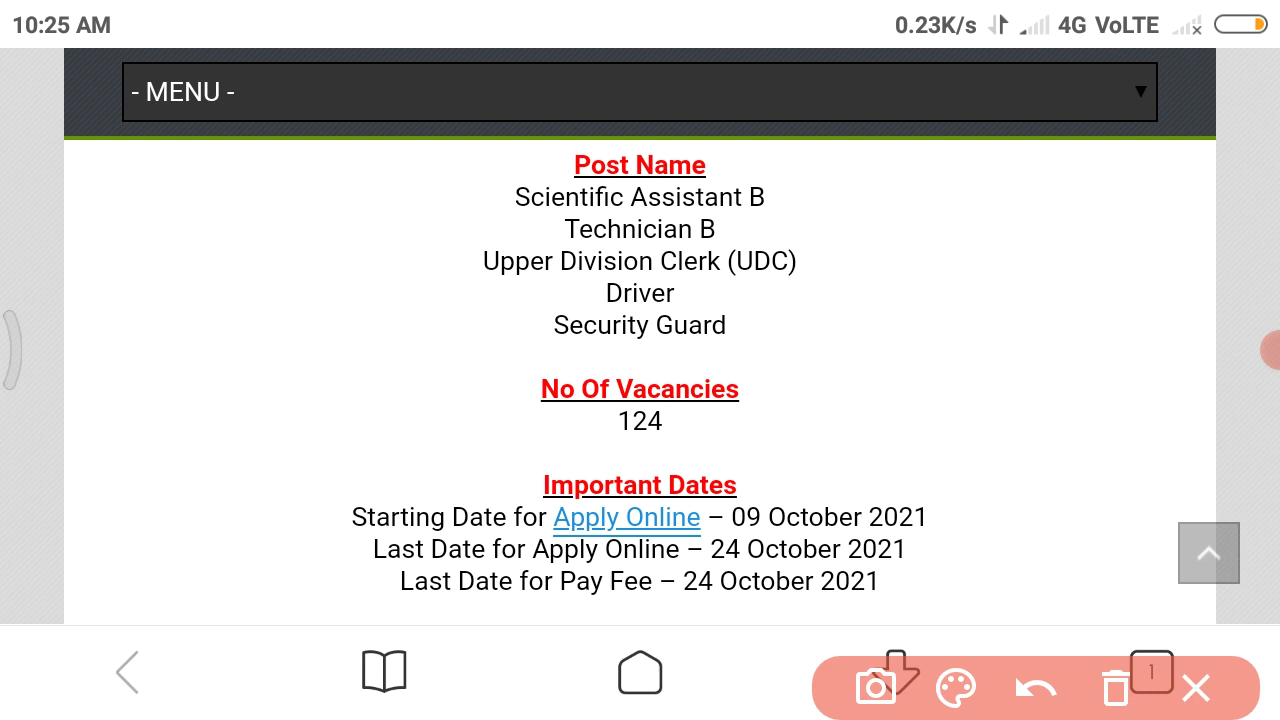 10:25 AM
0.23K/s 4G VoLTE
- MENU -
Post Name
Scientific Assistant B
Technician B
Upper Division Clerk (UDC)
Driver
Security Guard
No Of Vacancies
124
Important Dates
Starting Date for Apply Online – 09 October 2021
Last Date for Apply Online – 24 October 2021
Last Date for Pay Fee – 24 October 2021
1